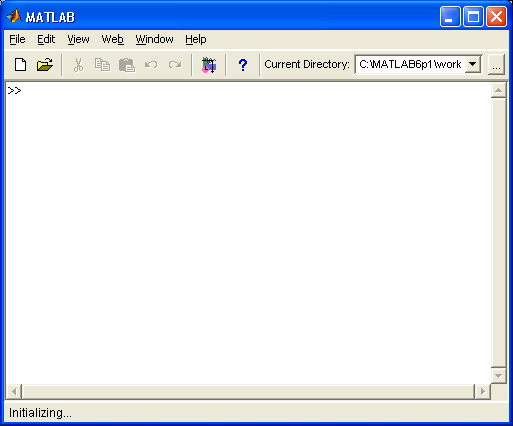 MATLAB
File Edit View Web Window Help
? Current Directory: C:\MATLAB6p1\work ...
>>
Initializing...